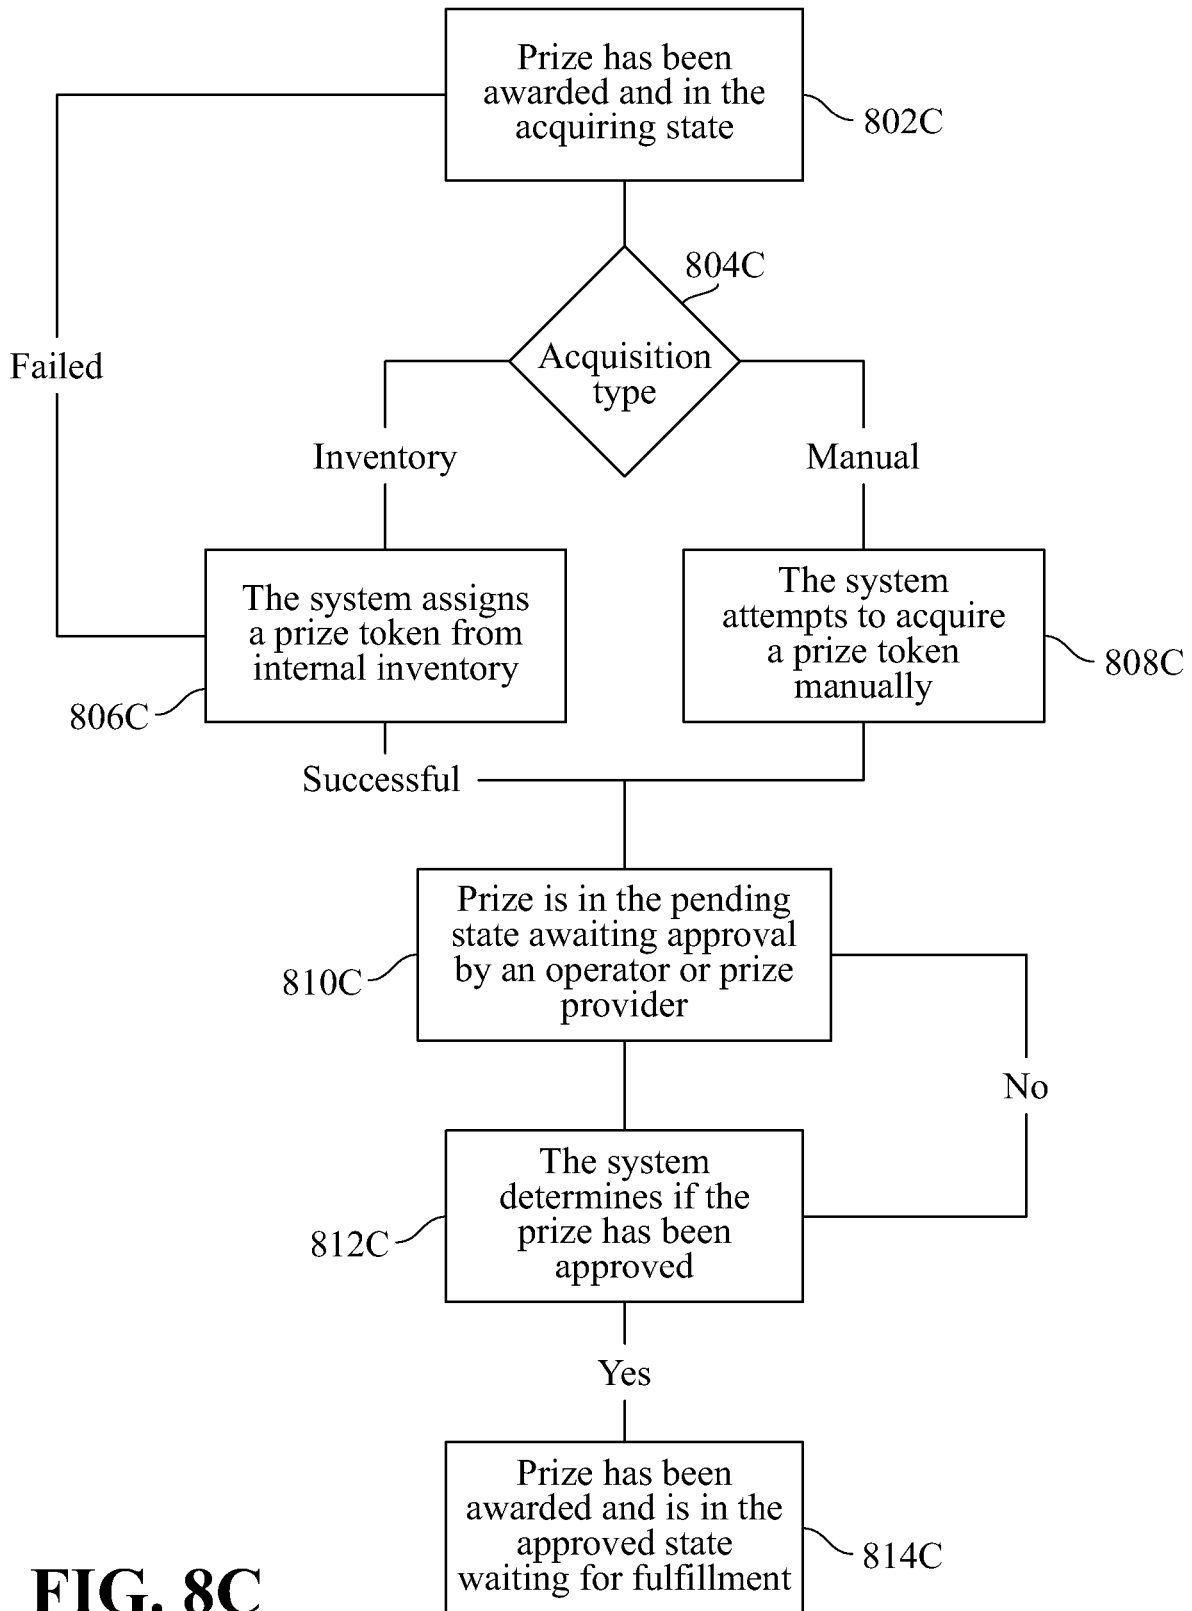 Prize has been
awarded and in the
acquiring state
802C
804C
Acquisition
type
Failed
Inventory
Manual
The system assigns
a prize token from
internal inventory
806C
The system
attempts to acquire
a prize token
manually
808C
Successful
Prize is in the pending
state awaiting approval
by an operator or prize
provider
810C
No
The system
determines if the
prize has been
approved
812C
Yes
Prize has been
awarded and is in the
approved state
waiting for fulfillment
814C
FIG. 8C